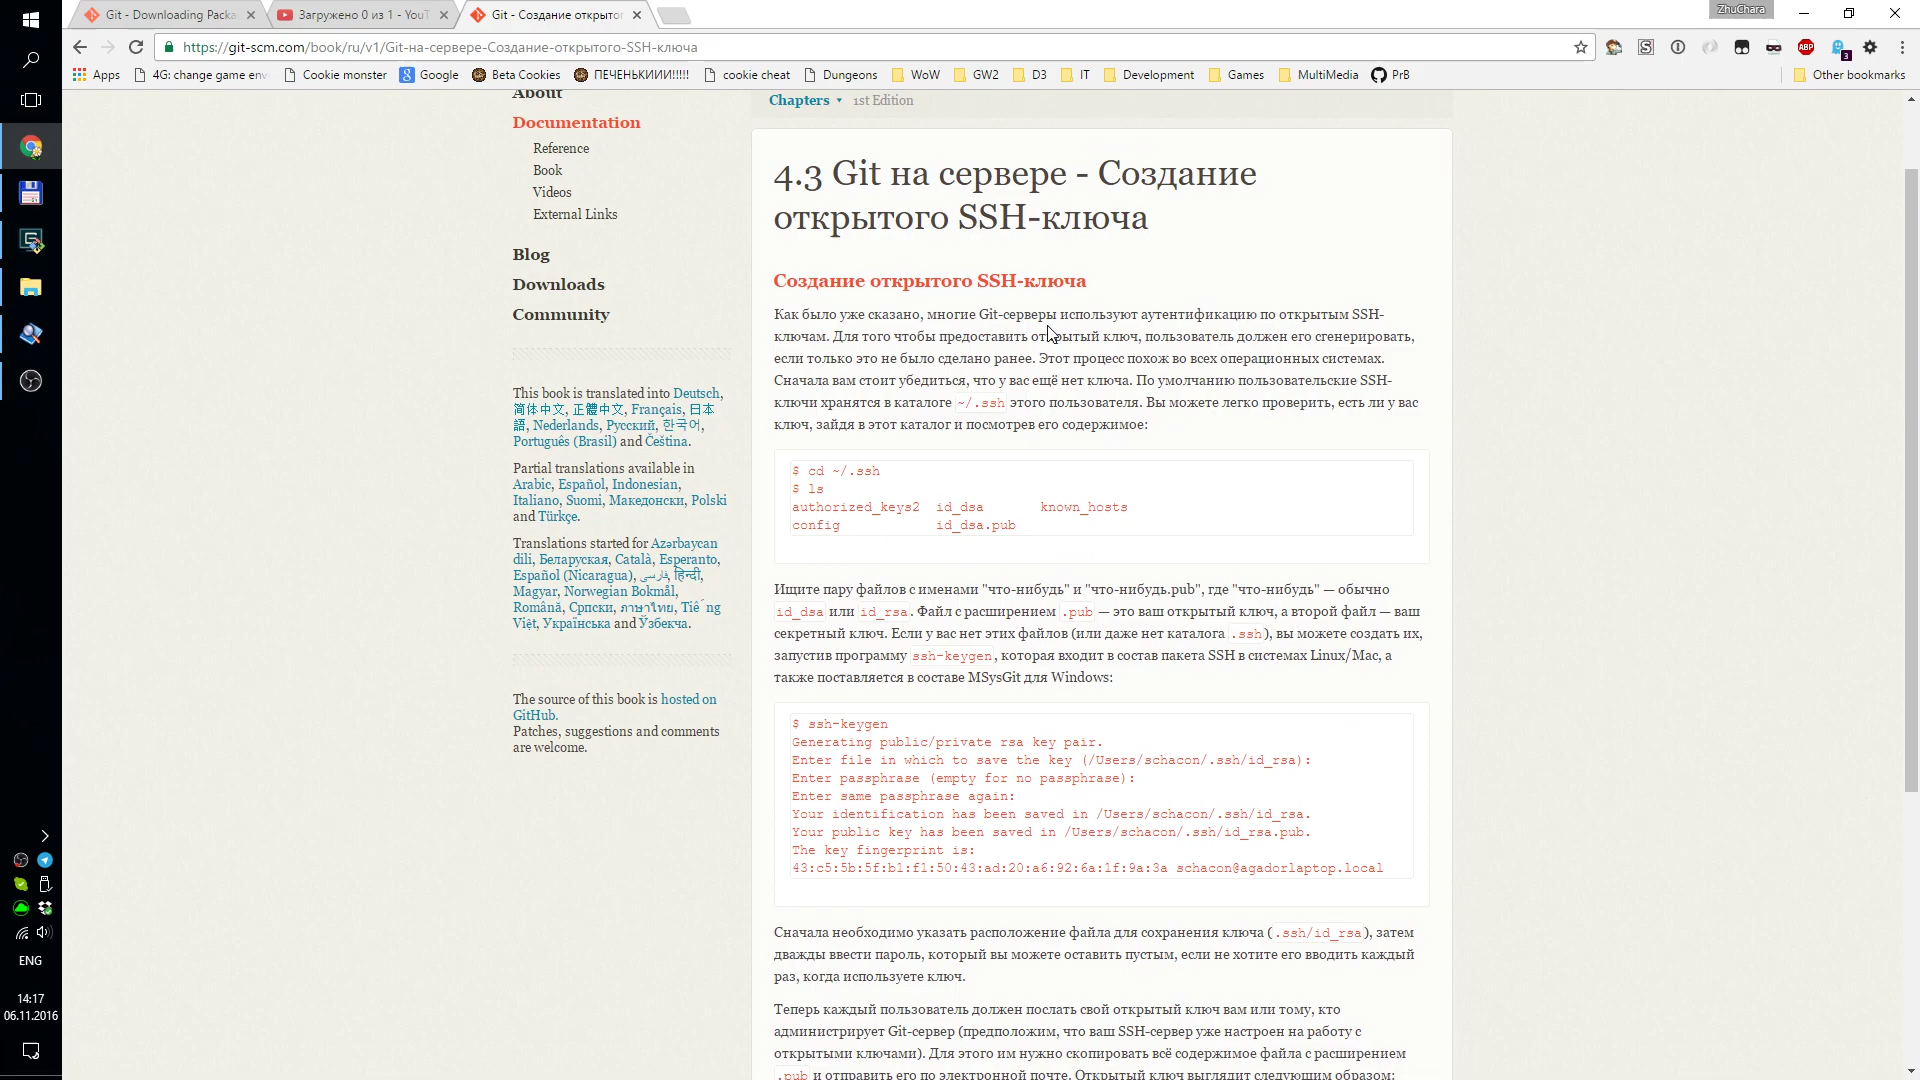 Git - Downloading Packa
Загружено 0 из 1 - YouT
Git - Создание открытог
ZhuChara
https://git-scm.com/book/ru/v1/Git-на-сервере-Создание-открытого-SSH-ключа
Apps
4G: change game env
Cookie monster
Google
Beta Cookies
ПЕЧЕНЬКИИИ!!!!!
cookie cheat
Dungeons
WoW
GW2
D3
IT
Development
Games
MultiMedia
PrB
Other bookmarks
About
Documentation
Reference
Book
Videos
External Links
Blog
Downloads
Community
This book is translated into Deutsch,
简体中文, 正體中文, Français, 日本
語, Nederlands, Русский, 한국어,
Português (Brasil) and Čeština.
Partial translations available in
Arabic, Español, Indonesian,
Italiano, Suomi, Македонски, Polski
and Türkçe.
Translations started for Azərbaycan
dili, Беларуская, Català, Esperanto,
Español (Nicaragua), فارسی, हिन्दी,
Magyar, Norwegian Bokmål,
Română, Српски, ภาษาไทย, Tiếng
Việt, Українська and Ўзбекча.
The source of this book is hosted on
GitHub.
Patches, suggestions and comments
are welcome.
Chapters ▾ 1st Edition
4.3 Git на сервере - Создание
открытого SSH-ключа
Создание открытого SSH-ключа
Как было уже сказано, многие Git-серверы используют аутентификацию по открытым SSH-
ключам. Для того чтобы предоставить открытый ключ, пользователь должен его сгенерировать,
если только это не было сделано ранее. Этот процесс похож во всех операционных системах.
Сначала вам стоит убедиться, что у вас ещё нет ключа. По умолчанию пользовательские SSH-
ключи хранятся в каталоге ~/.ssh этого пользователя. Вы можете легко проверить, есть ли у вас
ключ, зайдя в этот каталог и посмотрев его содержимое:
$ cd ~/.ssh
$ ls
authorized_keys2  id_dsa       known_hosts
config            id_dsa.pub
Ищите пару файлов с именами "что-нибудь" и "что-нибудь.pub", где "что-нибудь" — обычно
id_dsa или id_rsa. Файл с расширением .pub — это ваш открытый ключ, а второй файл — ваш
секретный ключ. Если у вас нет этих файлов (или даже нет каталога .ssh), вы можете создать их,
запустив программу ssh-keygen, которая входит в состав пакета SSH в системах Linux/Mac, а
также поставляется в составе MSysGit для Windows:
$ ssh-keygen
Generating public/private rsa key pair.
Enter file in which to save the key (/Users/schacon/.ssh/id_rsa):
Enter passphrase (empty for no passphrase):
Enter same passphrase again:
Your identification has been saved in /Users/schacon/.ssh/id_rsa.
Your public key has been saved in /Users/schacon/.ssh/id_rsa.pub.
The key fingerprint is:
43:c5:5b:5f:b1:f1:50:43:ad:20:a6:92:6a:1f:9a:3a schacon@agadorlaptop.local
Сначала необходимо указать расположение файла для сохранения ключа (.ssh/id_rsa), затем
дважды ввести пароль, который вы можете оставить пустым, если не хотите его вводить каждый
раз, когда используете ключ.
Теперь каждый пользователь должен послать свой открытый ключ вам или тому, кто
администрирует Git-сервер (предположим, что ваш SSH-сервер уже настроен на работу с
открытыми ключами). Для этого им нужно скопировать всё содержимое файла с расширением
.pub и отправить его по электронной почте. Открытый ключ выглядит следующим образом:
ABP
3
ENG
14:17
06.11.2016